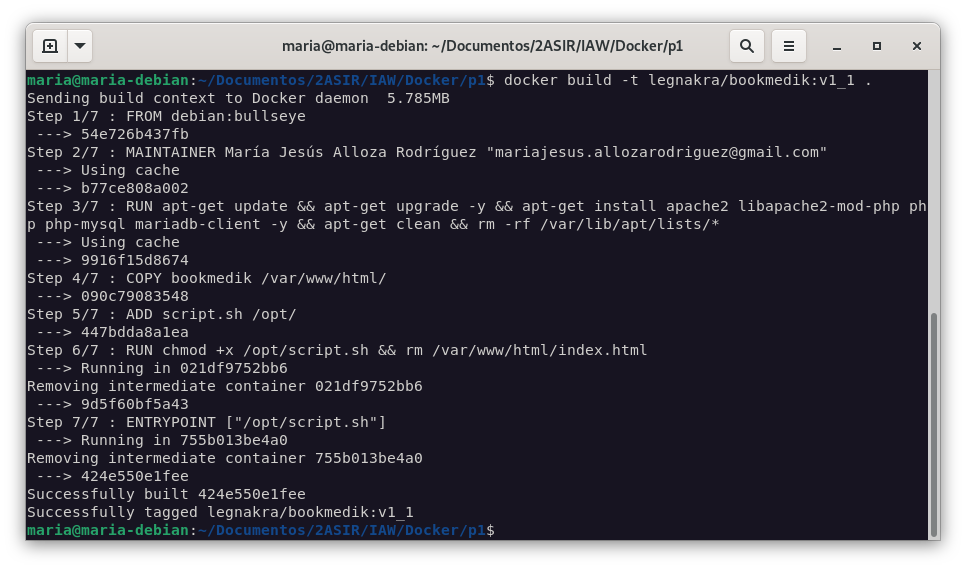 maria@maria-debian: ~/Documentos/2ASIR/IAW/Docker/p1
maria@maria-debian:~/Documentos/2ASIR/IAW/Docker/p1$ docker build -t legnakra/bookmedik:v1_1 .
Sending build context to Docker daemon  5.785MB
Step 1/7 : FROM debian:bullseye
 ---> 54e726b437fb
Step 2/7 : MAINTAINER María Jesús Alloza Rodríguez "mariajesus.allozarodriguez@gmail.com"
 ---> Using cache
 ---> b77ce808a002
Step 3/7 : RUN apt-get update && apt-get upgrade -y && apt-get install apache2 libapache2-mod-php ph
p php-mysql mariadb-client -y && apt-get clean && rm -rf /var/lib/apt/lists/*
 ---> Using cache
 ---> 9916f15d8674
Step 4/7 : COPY bookmedik /var/www/html/
 ---> 090c79083548
Step 5/7 : ADD script.sh /opt/
 ---> 447bdda8a1ea
Step 6/7 : RUN chmod +x /opt/script.sh && rm /var/www/html/index.html
 ---> Running in 021df9752bb6
Removing intermediate container 021df9752bb6
 ---> 9d5f60bf5a43
Step 7/7 : ENTRYPOINT ["/opt/script.sh"]
 ---> Running in 755b013be4a0
Removing intermediate container 755b013be4a0
 ---> 424e550e1fee
Successfully built 424e550e1fee
Successfully tagged legnakra/bookmedik:v1_1
maria@maria-debian:~/Documentos/2ASIR/IAW/Docker/p1$